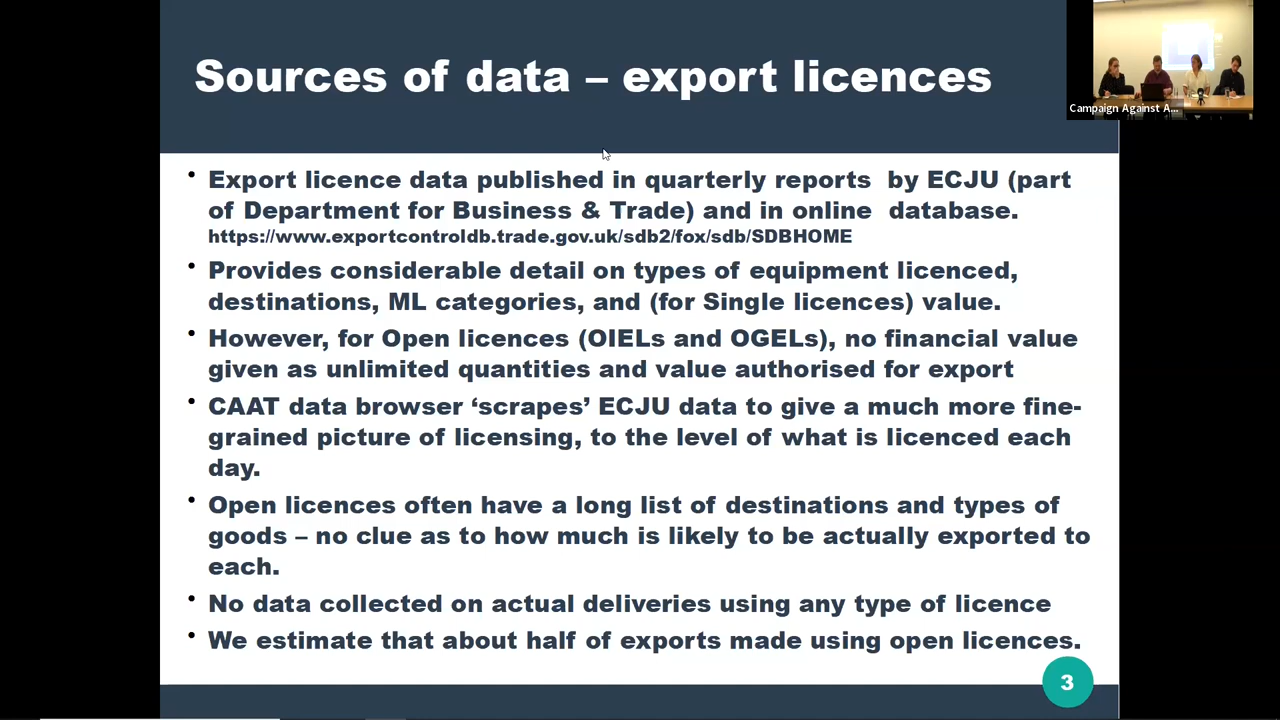 Sources of data – export licences
Campaign Against A...
• Export licence data published in quarterly reports by ECJU (part
of Department for Business & Trade) and in online database.
https://www.exportcontroldb.trade.gov.uk/sdb2/fox/sdb/SDBHOME
• Provides considerable detail on types of equipment licenced,
destinations, ML categories, and (for Single licences) value.
• However, for Open licences (OIELs and OGELs), no financial value
given as unlimited quantities and value authorised for export
• CAAT data browser ‘scrapes’ ECJU data to give a much more fine-
grained picture of licensing, to the level of what is licenced each
day.
• Open licences often have a long list of destinations and types of
goods – no clue as to how much is likely to be actually exported to
each.
• No data collected on actual deliveries using any type of licence
• We estimate that about half of exports made using open licences.
3